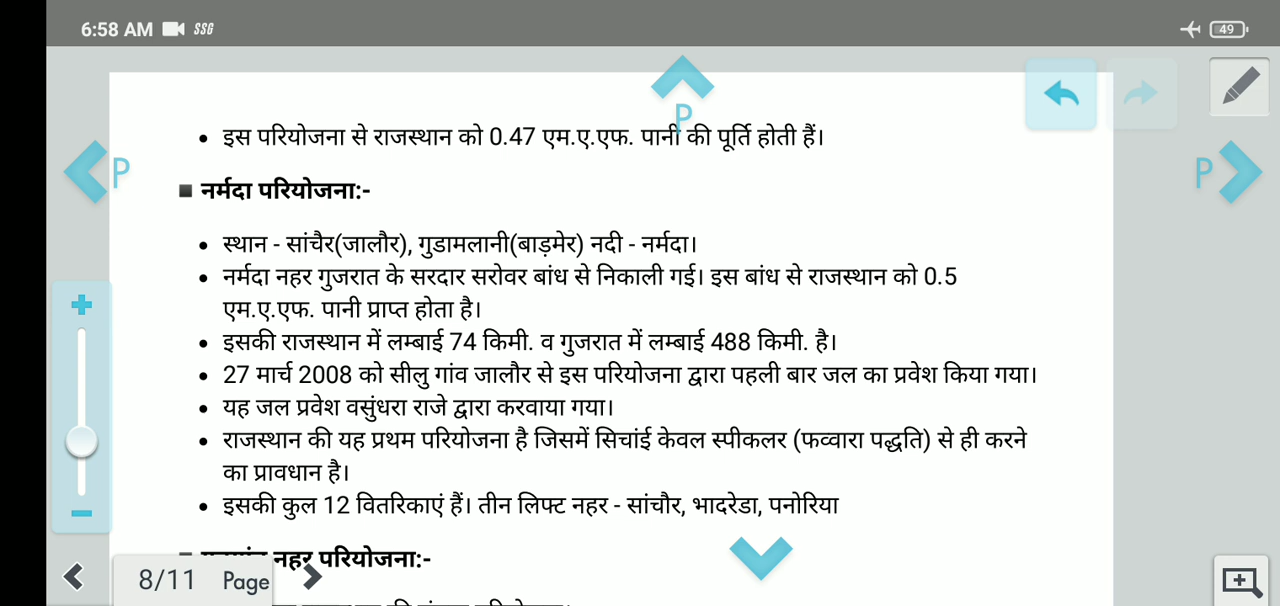 6:58 AM SSG 49
P
• इस परियोजना से राजस्थान को 0.47 एम.ए.एफ. पानी की पूर्ति होती हैं।
P
P
■ नर्मदा परियोजना:-
• स्थान - सांचैर(जालौर), गुडामलानी(बाड़मेर) नदी - नर्मदा।
• नर्मदा नहर गुजरात के सरदार सरोवर बांध से निकाली गई। इस बांध से राजस्थान को 0.5
एम.ए.एफ. पानी प्राप्त होता है।
• इसकी राजस्थान में लम्बाई 74 किमी. व गुजरात में लम्बाई 488 किमी. है।
• 27 मार्च 2008 को सीलु गांव जालौर से इस परियोजना द्वारा पहली बार जल का प्रवेश किया गया।
• यह जल प्रवेश वसुंधरा राजे द्वारा करवाया गया।
• राजस्थान की यह प्रथम परियोजना है जिसमें सिचांई केवल स्पीकलर (फव्वारा पद्धति) से ही करने
का प्रावधान है।
• इसकी कुल 12 वितरिकाएं हैं। तीन लिफ्ट नहर - सांचौर, भादरेडा, पनोरिया
नहर परियोजना:-
8/11 Page